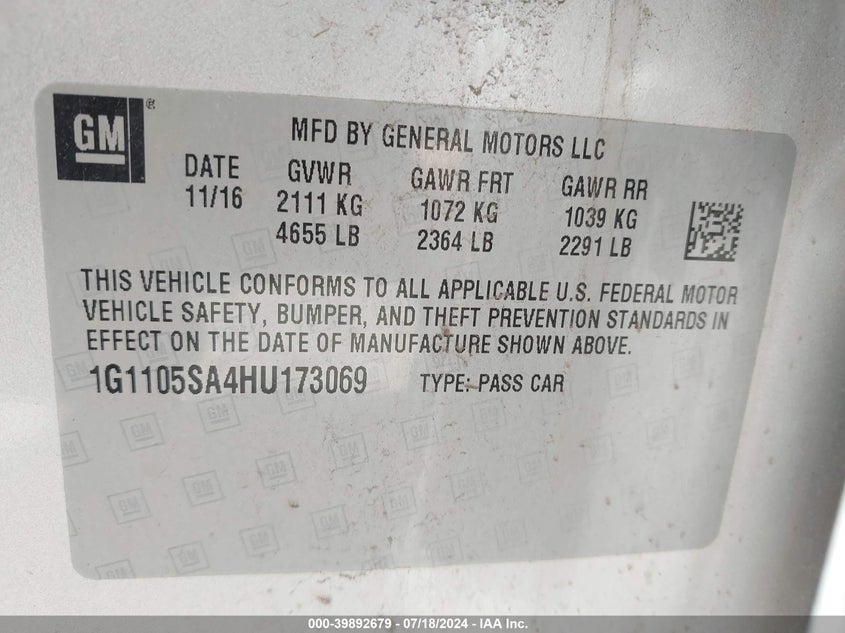 GM ®
MFD BY GENERAL MOTORS LLC
DATE GVWR GAWR FRT GAWR RR
11/16 2111 KG 1072 KG 1039 KG
4655 LB 2364 LB 2291 LB
THIS VEHICLE CONFORMS TO ALL APPLICABLE U.S. FEDERAL MOTOR
VEHICLE SAFETY, BUMPER, AND THEFT PREVENTION STANDARDS IN
EFFECT ON THE DATE OF MANUFACTURE SHOWN ABOVE.
1G1105SA4HU173069 TYPE: PASS CAR
000-39892679 / 07/18/2024 - IAA Inc.